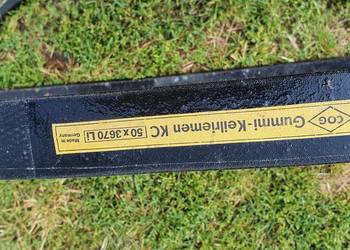 COG
Gummi-Keilriemen KC
50 x 3670 Li
Made in
Germany